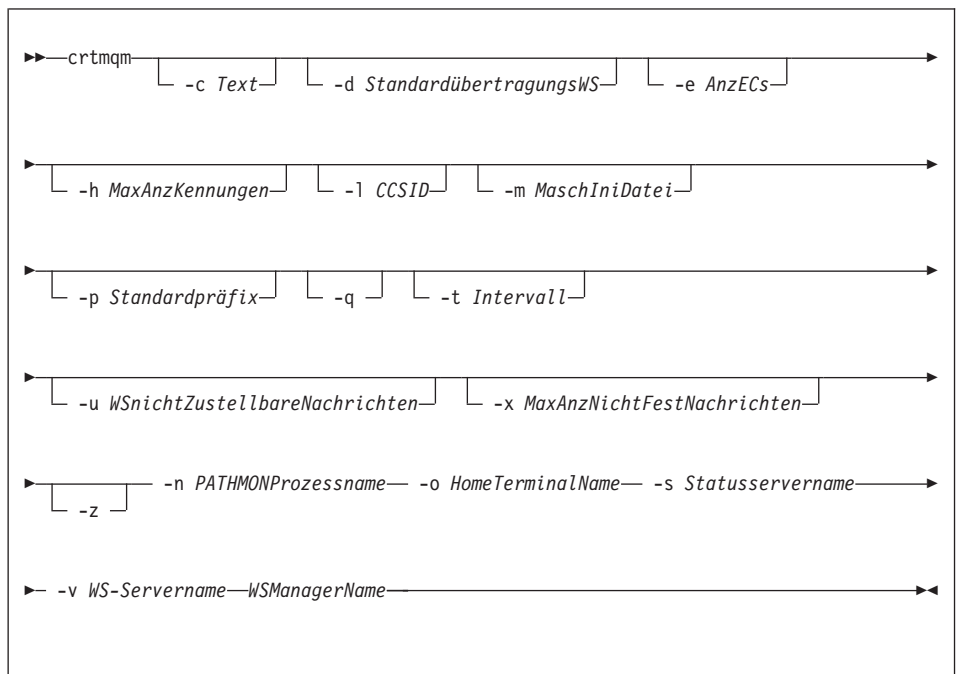 crtmqm
-c Text -d StandardübertragungsWS -e AnzECs
-h MaxAnzKennungen -l CCSID -m MaschIniDatei
-p Standardpräfix -q -t Intervall
-u WSnichtZustellbareNachrichten -x MaxAnzNichtFestNachrichten
-n PATHMONProzessname -o HomeTerminalName -s Statusservername
-z
-v WS-Servername WSManagerName